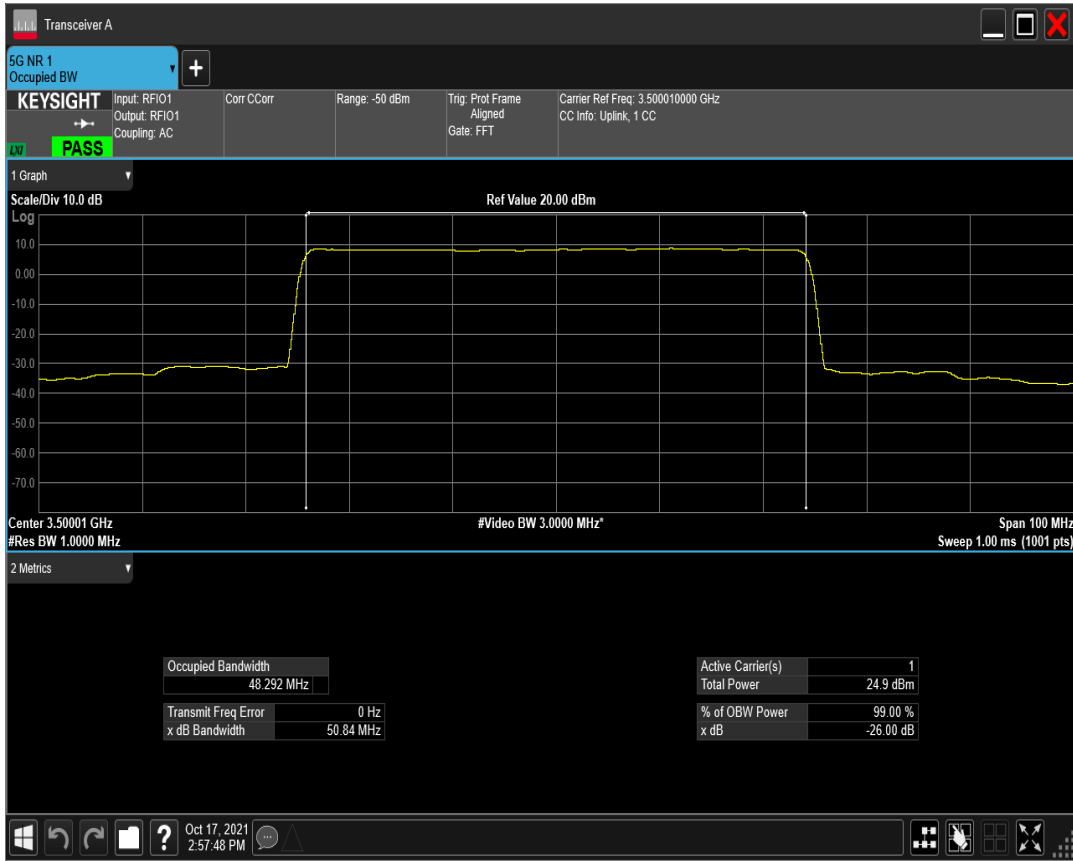 Transceiver A
5G NR 1
Occupied BW
KEYSIGHT
LXI
PASS
Input: RFIO1
Output: RFIO1
Coupling: AC
Corr CCorr
Range: -50 dBm
Trig: Prot Frame
Aligned
Gate: FFT
Carrier Ref Freq: 3.500010000 GHz
CC Info: Uplink, 1 CC
1 Graph
Scale/Div 10.0 dB
Ref Value 20.00 dBm
Log
10.0
0.00
-10.0
-20.0
-30.0
-40.0
-50.0
-60.0
-70.0
Center 3.50001 GHz
#Video BW 3.0000 MHz*
Span 100 MHz
#Res BW 1.0000 MHz
Sweep 1.00 ms (1001 pts)
2 Metrics
Occupied Bandwidth
48.292 MHz
Transmit Freq Error 0 Hz
x dB Bandwidth 50.84 MHz
Active Carrier(s) 1
Total Power 24.9 dBm
% of OBW Power 99.00 %
x dB -26.00 dB
?
Oct 17, 2021
2:57:48 PM